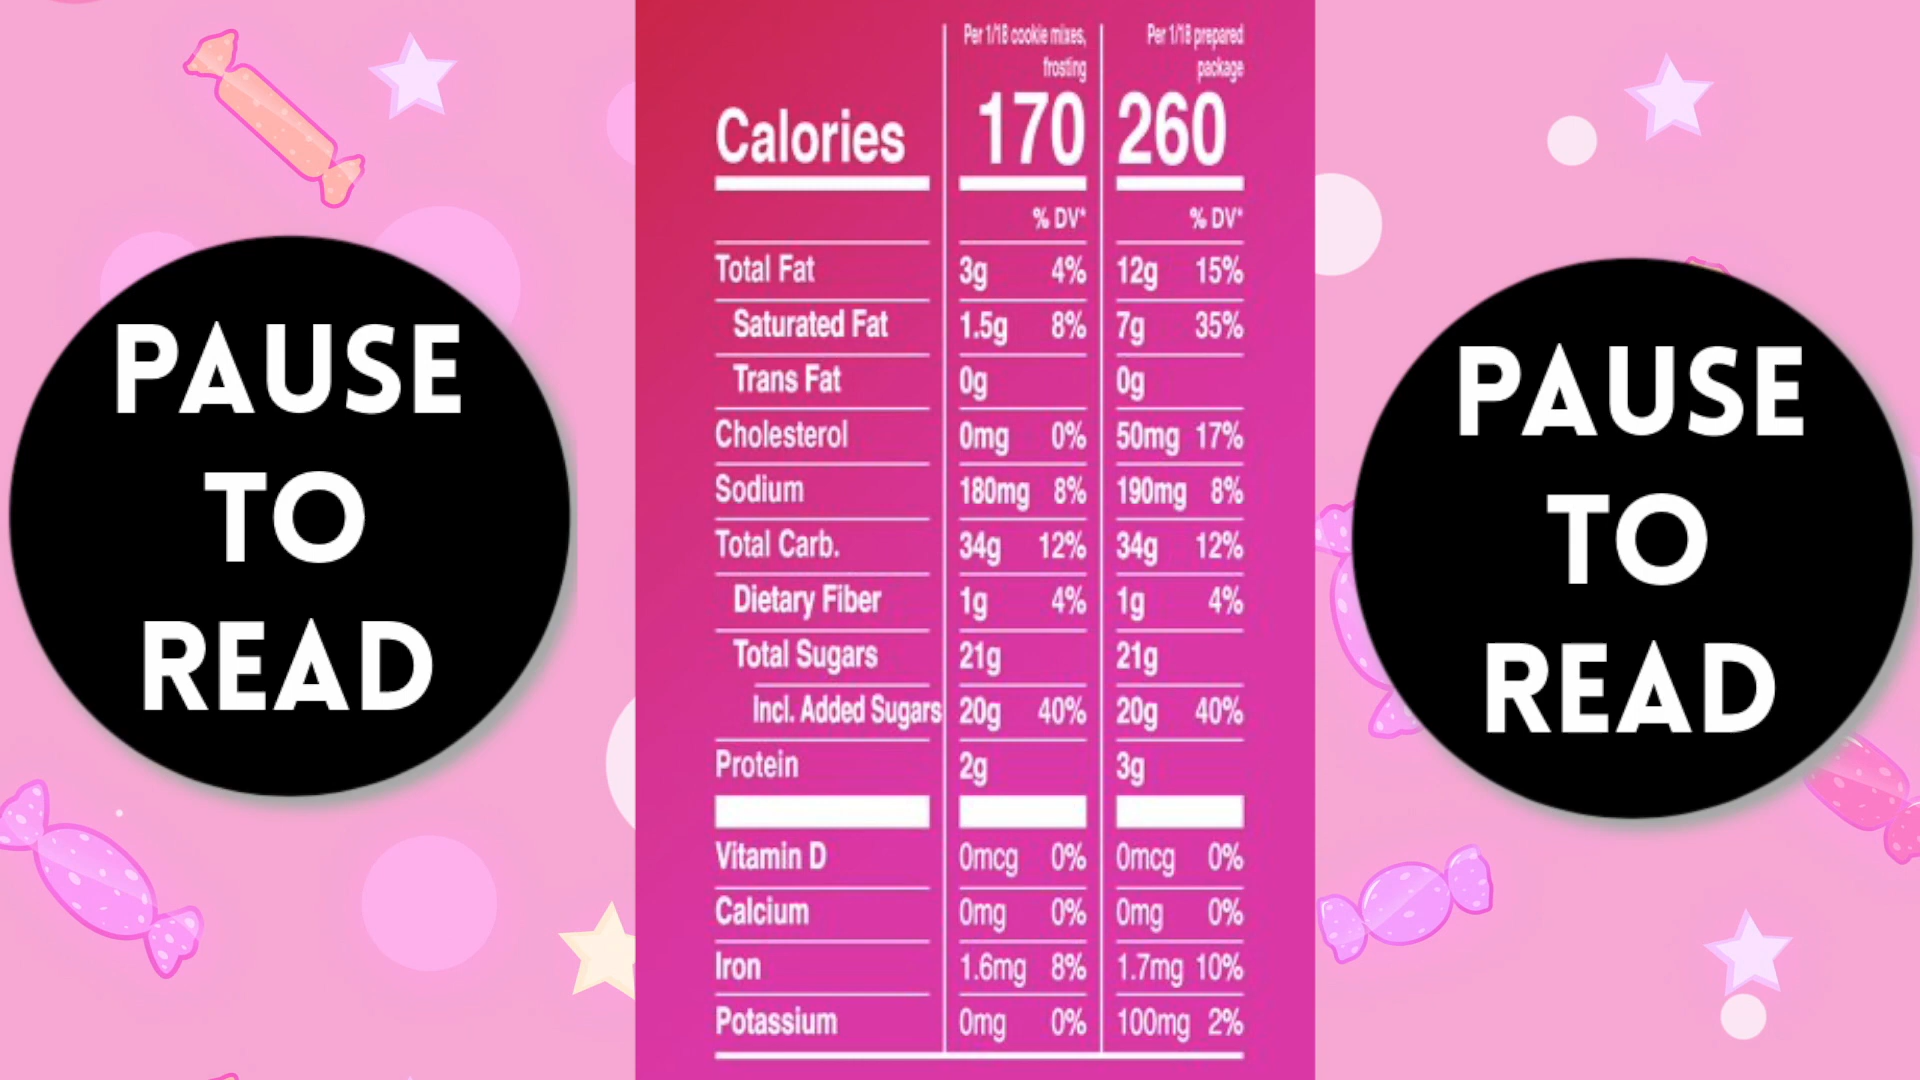 PAUSE
TO
READ
Per 1/18 cookie mixes,
frosting
Per 1/18 prepared
package
Calories 170 260
% DV* % DV*
Total Fat 3g 4% 12g 15%
Saturated Fat 1.5g 8% 7g 35%
Trans Fat 0g 0g
Cholesterol 0mg 0% 50mg 17%
Sodium 180mg 8% 190mg 8%
Total Carb. 34g 12% 34g 12%
Dietary Fiber 1g 4% 1g 4%
Total Sugars 21g 21g
Incl. Added Sugars 20g 40% 20g 40%
Protein 2g 3g
Vitamin D 0mcg 0% 0mcg 0%
Calcium 0mg 0% 0mg 0%
Iron 1.6mg 8% 1.7mg 10%
Potassium 0mg 0% 100mg 2%
PAUSE
TO
READ